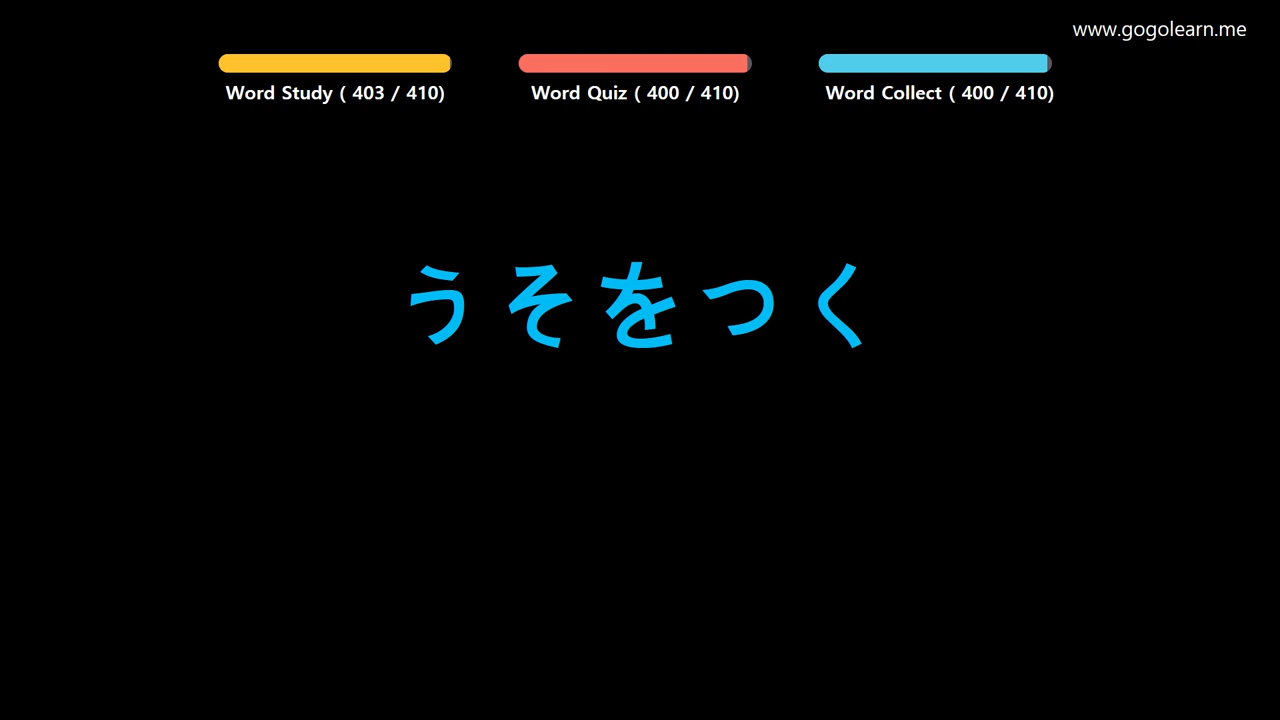 www.gogolearn.me
Word Study ( 403 / 410)
Word Quiz ( 400 / 410)
Word Collect ( 400 / 410)
うそをつく